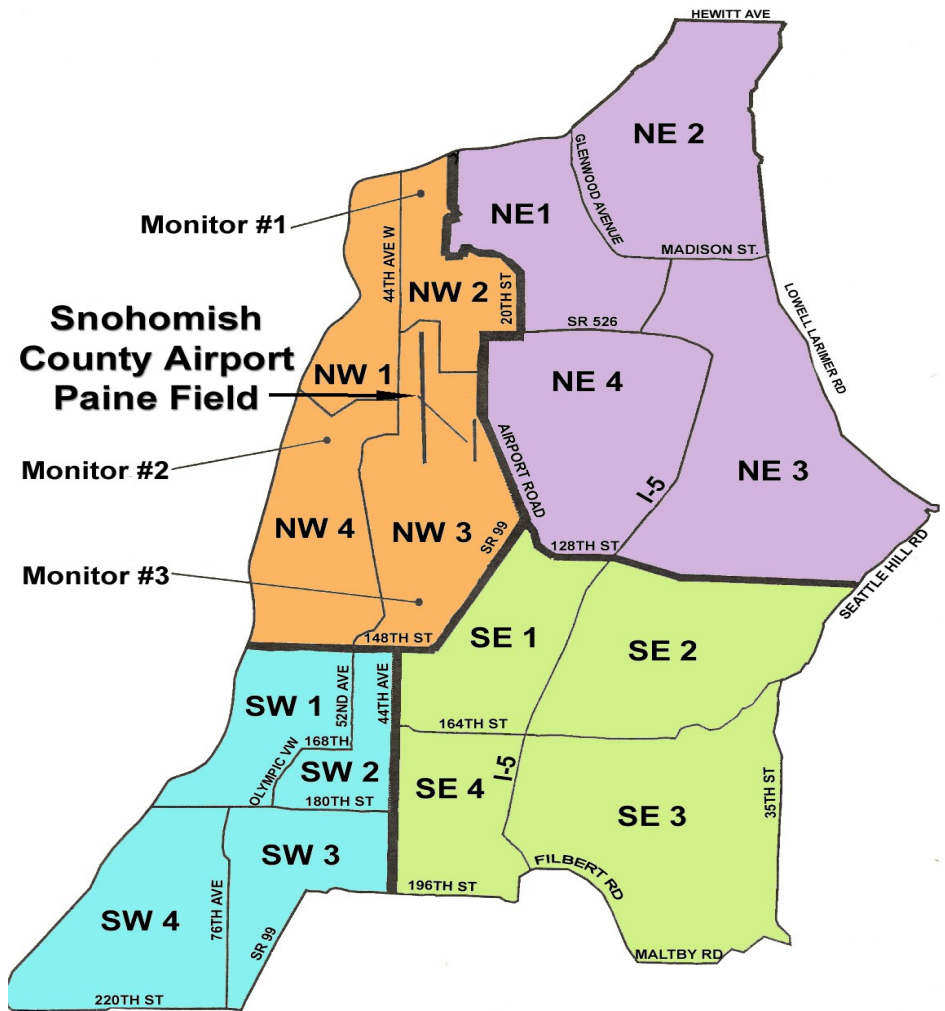 HEWITT AVE
NE 2
GLENWOOD AVENUE
Monitor #1
NE1
MADISON ST.
44TH AVE W
NW 2
20TH ST
LOWELL LARIMER RD
Snohomish
County Airport
Paine Field
SR 526
NW 1
NE 4
Monitor #2
AIRPORT ROAD
I-5
NE 3
NW 4
NW 3
SR 99
128TH ST
SEATTLE HILL RD
Monitor #3
148TH ST
SE 1
SE 2
SW 1
52ND AVE
44TH AVE
164TH ST
168TH
OLYMPIC VW
SW 2
180TH ST
SE 4
I-5
SE 3
35TH ST
SW 3
FILBERT RD
196TH ST
SW 4
76TH AVE
SR 99
MALTBY RD
220TH ST